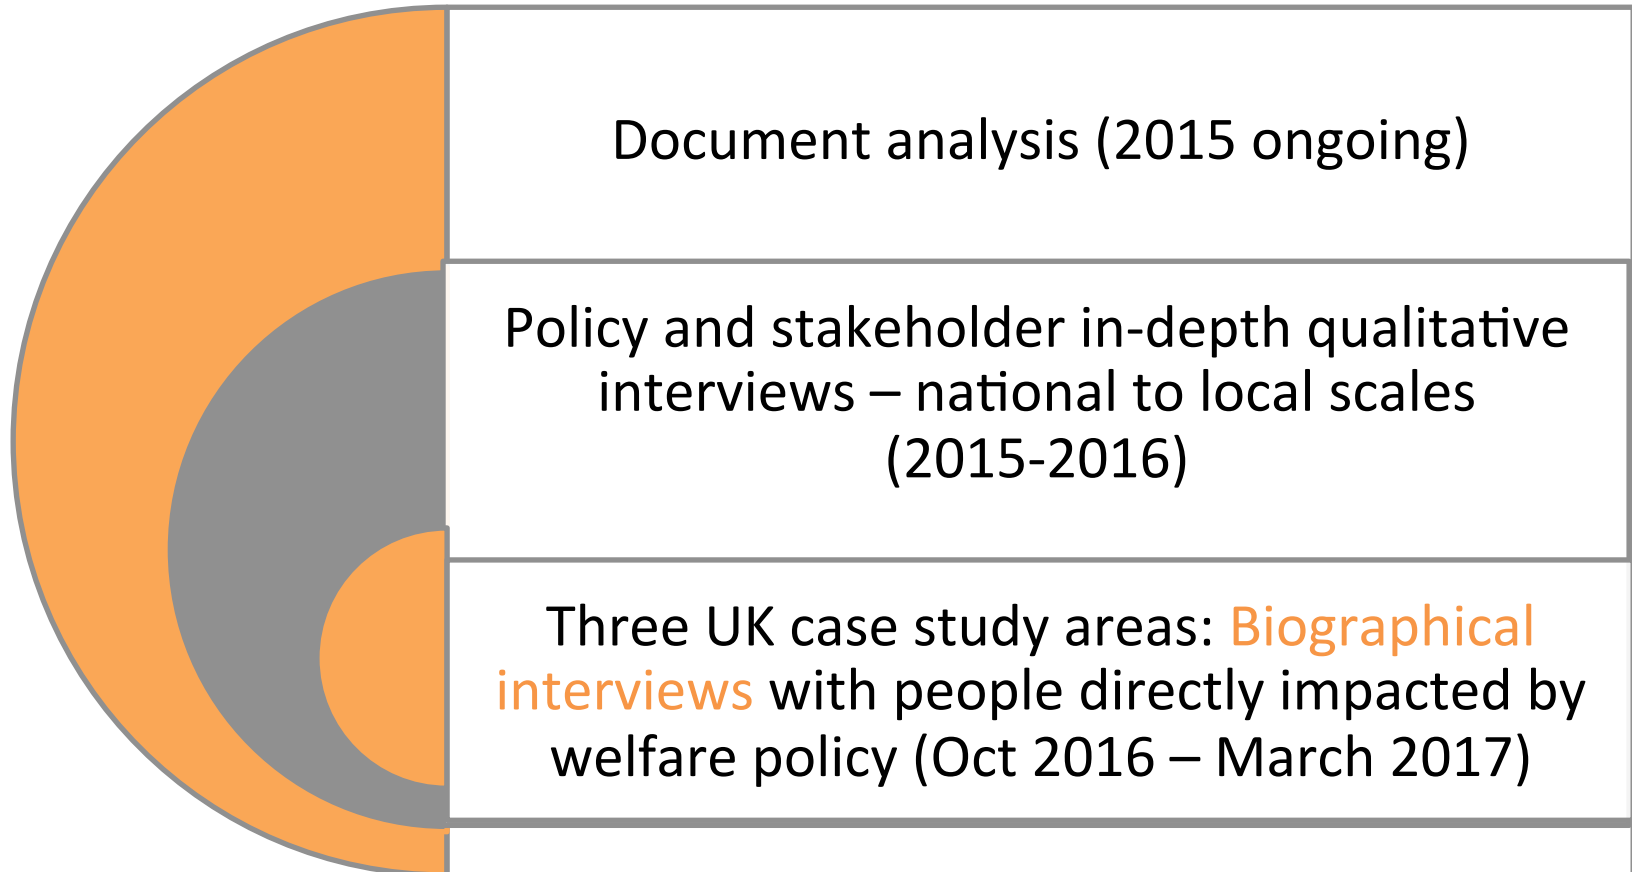 Document analysis (2015 ongoing)
Policy and stakeholder in-depth qualitative
interviews – national to local scales
(2015-2016)
Three UK case study areas: Biographical
interviews with people directly impacted by
welfare policy (Oct 2016 – March 2017)